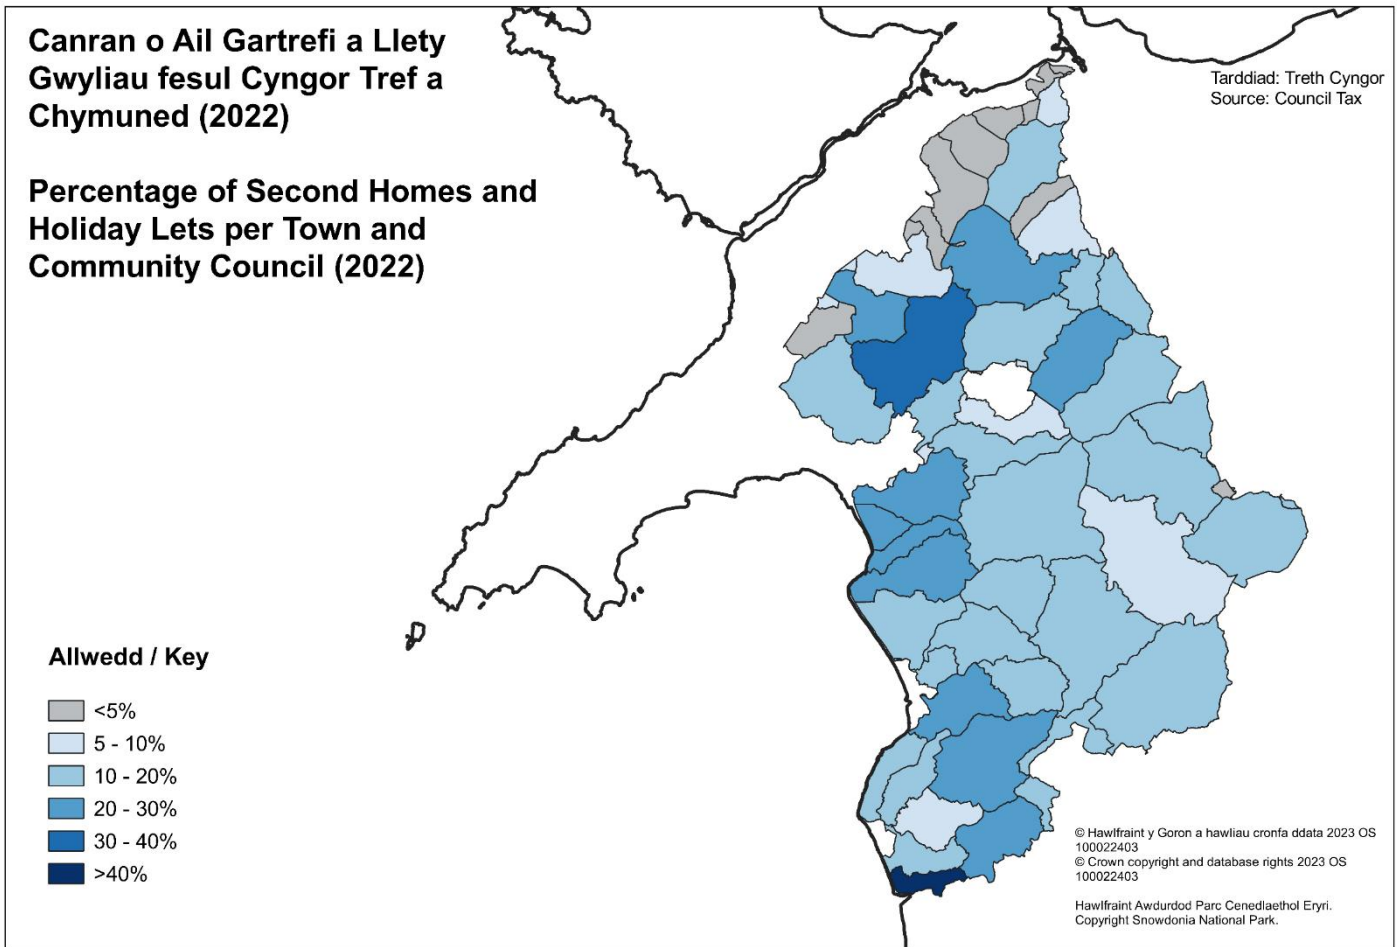 Canran o Ail Gartrefi a Llety
Gwyliau fesul Cyngor Tref a
Chymuned (2022)
Percentage of Second Homes and
Holiday Lets per Town and
Community Council (2022)
Tarddiad: Treth Cyngor
Source: Council Tax
Allwedd / Key
<5%
5 - 10%
10 - 20%
20 - 30%
30 - 40%
>40%
© Hawlfraint y Goron a hawliau cronfa ddata 2023 OS
100022403
© Crown copyright and database rights 2023 OS
100022403
Hawlfraint Awdurdod Parc Cenedlaethol Eryri.
Copyright Snowdonia National Park.